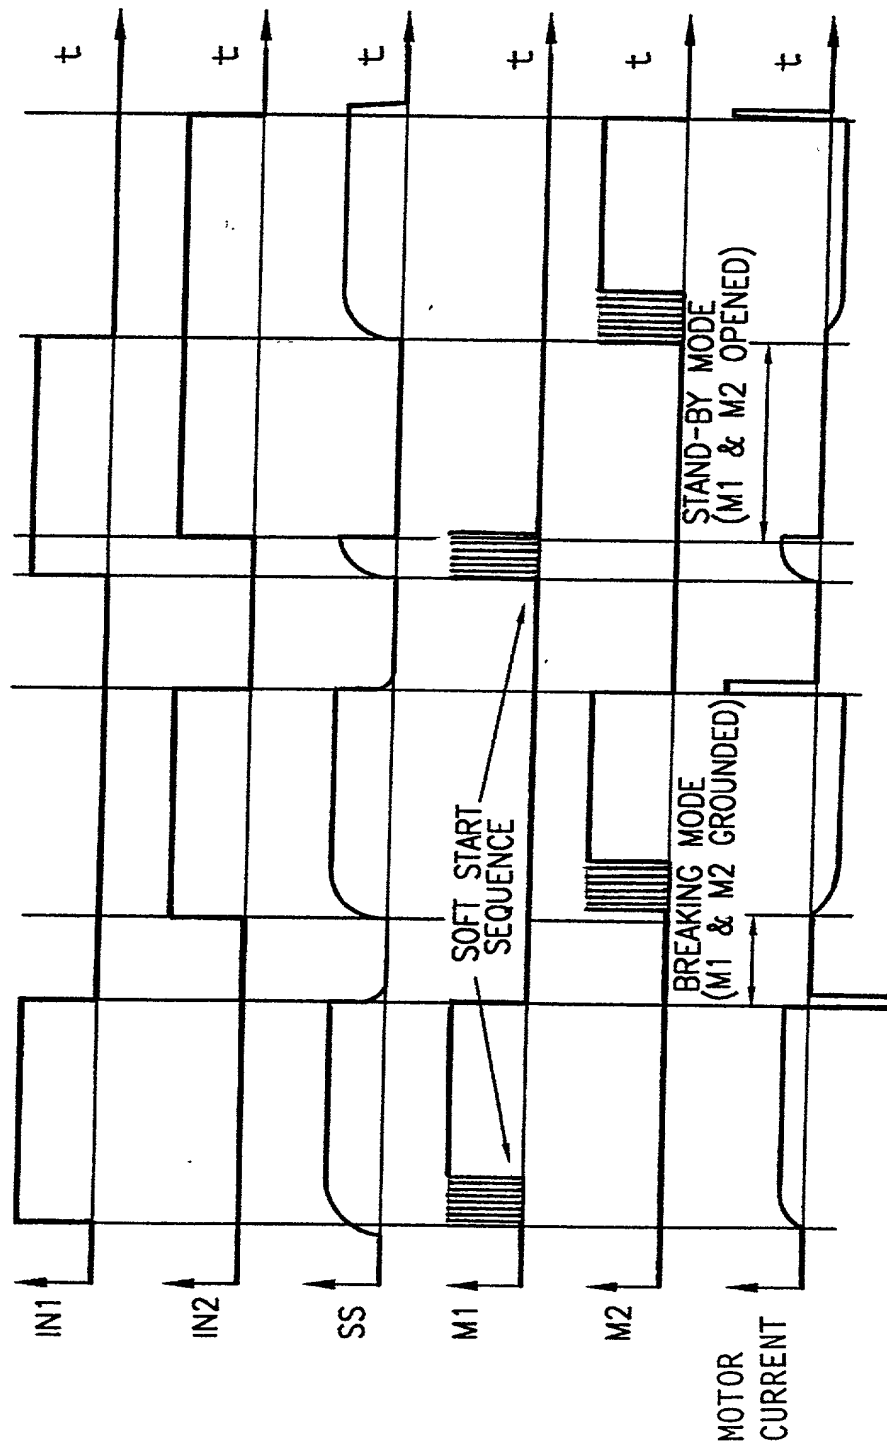 IN1
t
IN2
t
SS
t
M1
SOFT START
SEQUENCE
t
M2
t
BREAKING MODE
(M1 & M2 GROUNDED)
STAND-BY MODE
(M1 & M2 OPENED)
MOTOR
CURRENT
t